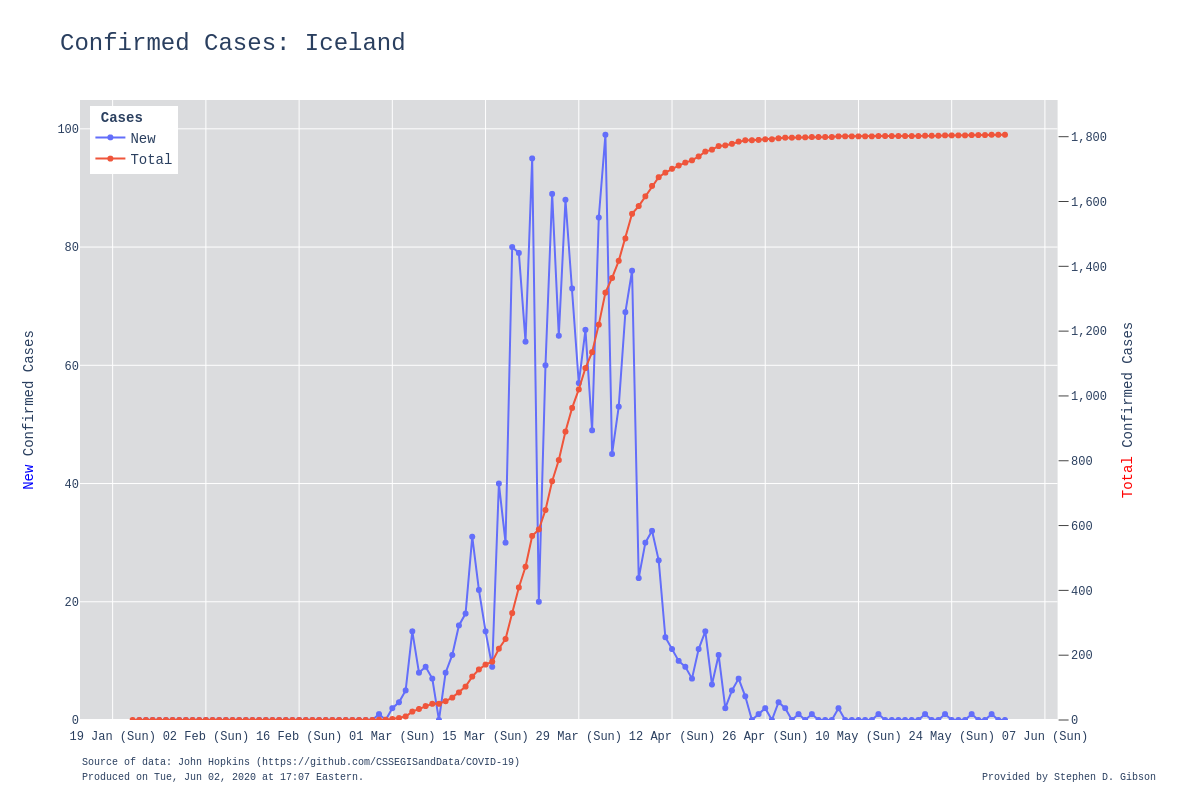 Confirmed Cases: Iceland
Cases
New
Total
100
80
60
40
20
0
New Confirmed Cases
1,800
1,600
1,400
1,200
1,000
800
600
400
200
0
Total Confirmed Cases
19 Jan (Sun) 02 Feb (Sun) 16 Feb (Sun) 01 Mar (Sun) 15 Mar (Sun) 29 Mar (Sun) 12 Apr (Sun) 26 Apr (Sun) 10 May (Sun) 24 May (Sun) 07 Jun (Sun)
Source of data: John Hopkins (https://github.com/CSSEGISandData/COVID-19)
Produced on Tue, Jun 02, 2020 at 17:07 Eastern.
Provided by Stephen D. Gibson